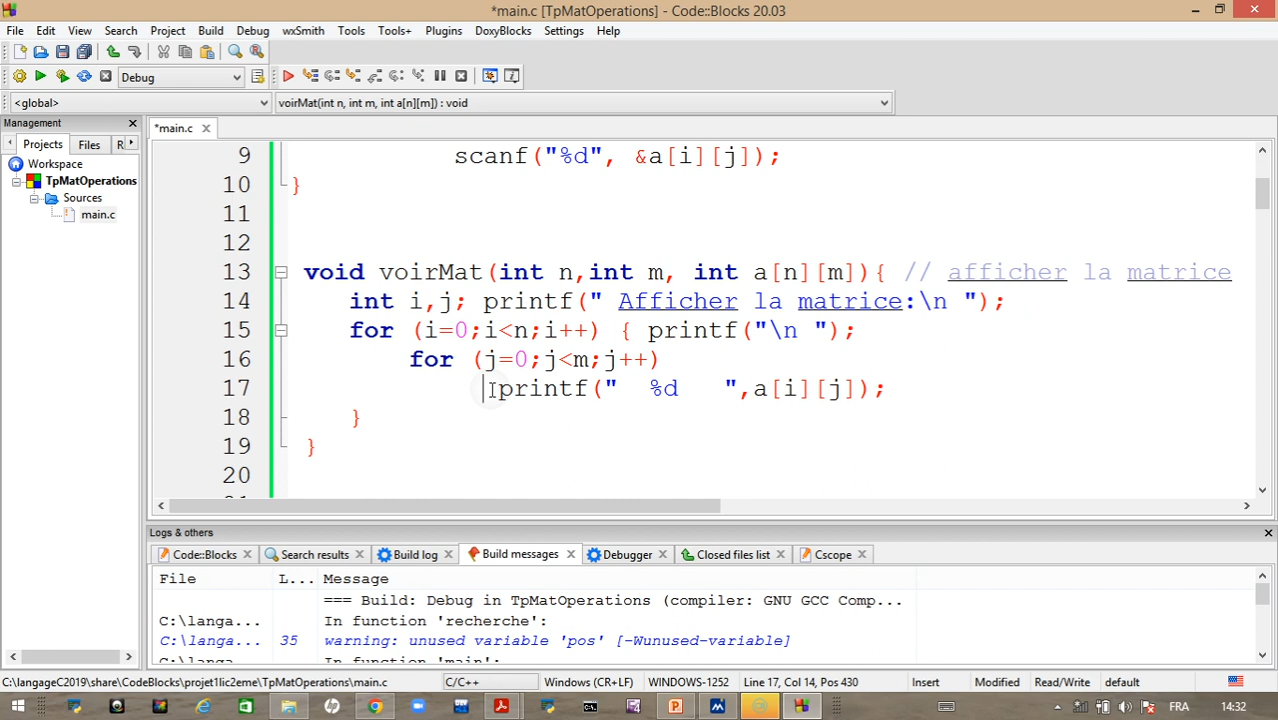 *main.c [TpMatOperations] - Code::Blocks 20.03
File Edit View Search Project Build Debug wxSmith Tools Tools+ Plugins DoxyBlocks Settings Help
Debug
<global> voirMat(int n, int m, int a[n][m]) : void
Management
*main.c
Projects Files R
9 scanf("%d", &a[i][j]);
Workspace
TpMatOperations
10 }
Sources
main.c
11
12
13 void voirMat(int n,int m, int a[n][m]){ // afficher la matrice
14 int i,j; printf(" Afficher la matrice:\n ");
15 for (i=0;i<n;i++) { printf("\n ");
16 for (j=0;j<m;j++)
17 printf("  %d   ",a[i][j]);
18 }
19 }
20
Logs & others
Code::Blocks Search results Build log Build messages Debugger Closed files list Cscope
File L... Message
=== Build: Debug in TpMatOperations (compiler: GNU GCC Comp...
C:\langa... In function 'recherche':
C:\langa... 35 warning: unused variable 'pos' [-Wunused-variable]
C:\langa... In function 'main':
C:\langageC2019\share\CodeBlocks\projet1lic2eme\TpMatOperations\main.c C/C++ Windows (CR+LF) WINDOWS-1252 Line 17, Col 14, Pos 430 Insert Read/Write default
FRA 14:32